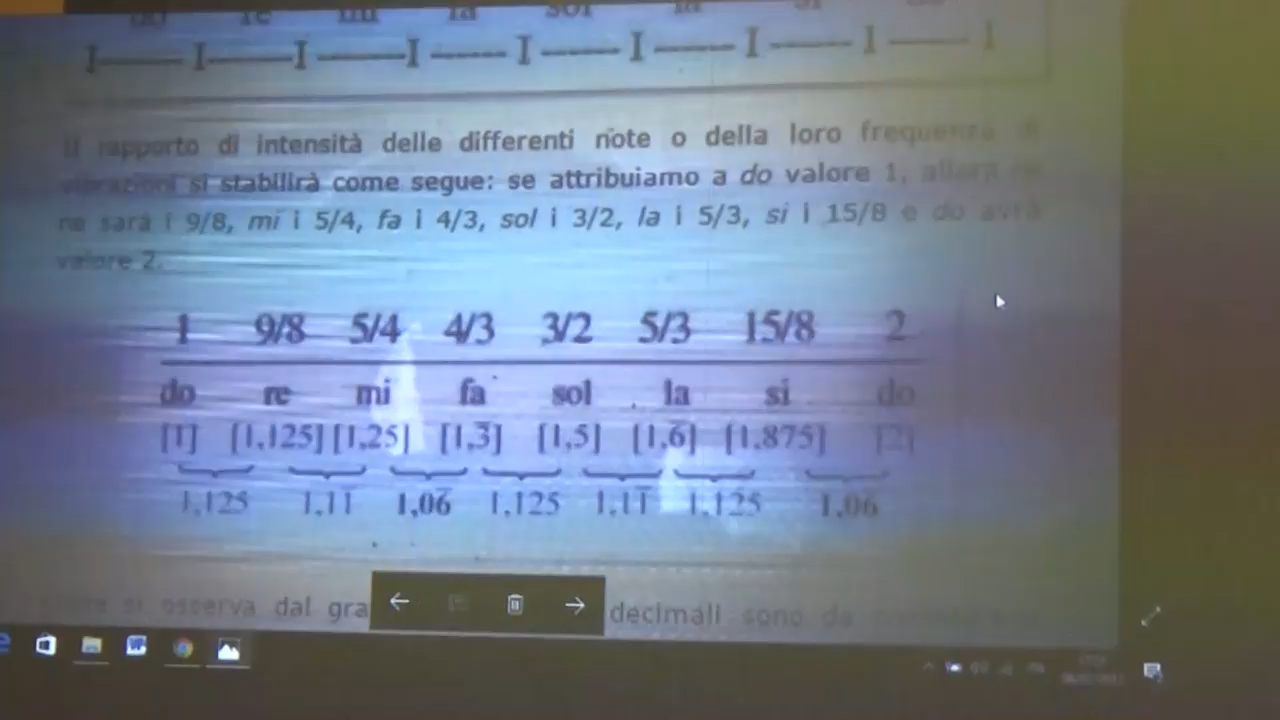 re mi fa sol la si
I—— I—— I —— I —— I —— I —— I —— I —— I
Il rapporto di intensità delle differenti note o della loro frequenza di
vibrazioni si stabilirà come segue: se attribuiamo a do valore 1, allora
re sarà i 9/8, mi i 5/4, fa i 4/3, sol i 3/2, la i 5/3, si i 15/8 e do avrà
valore 2.
1 9/8 5/4 4/3 3/2 5/3 15/8 2
do re mi fa sol la si do
[1] [1,125] [1,25] [1,3̅] [1,5] [1,6̅] [1,875] [2]
1,125 1,11̅ 1,06̅ 1,125 1,11̅ 1,125 1,06
si osserva dal gra decimali sono da